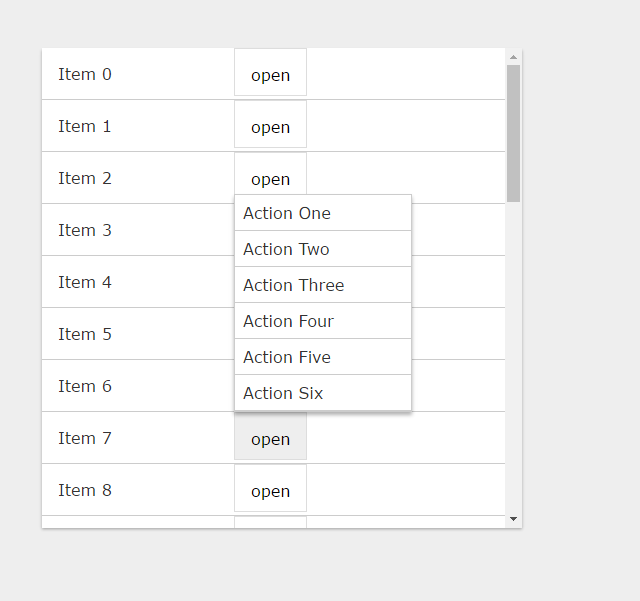 Item 0 open
Item 1 open
Item 2 open
Action One
Item 3
Action Two
Item 4
Action Three
Action Four
Item 5
Action Five
Item 6
Action Six
Item 7 open
Item 8 open